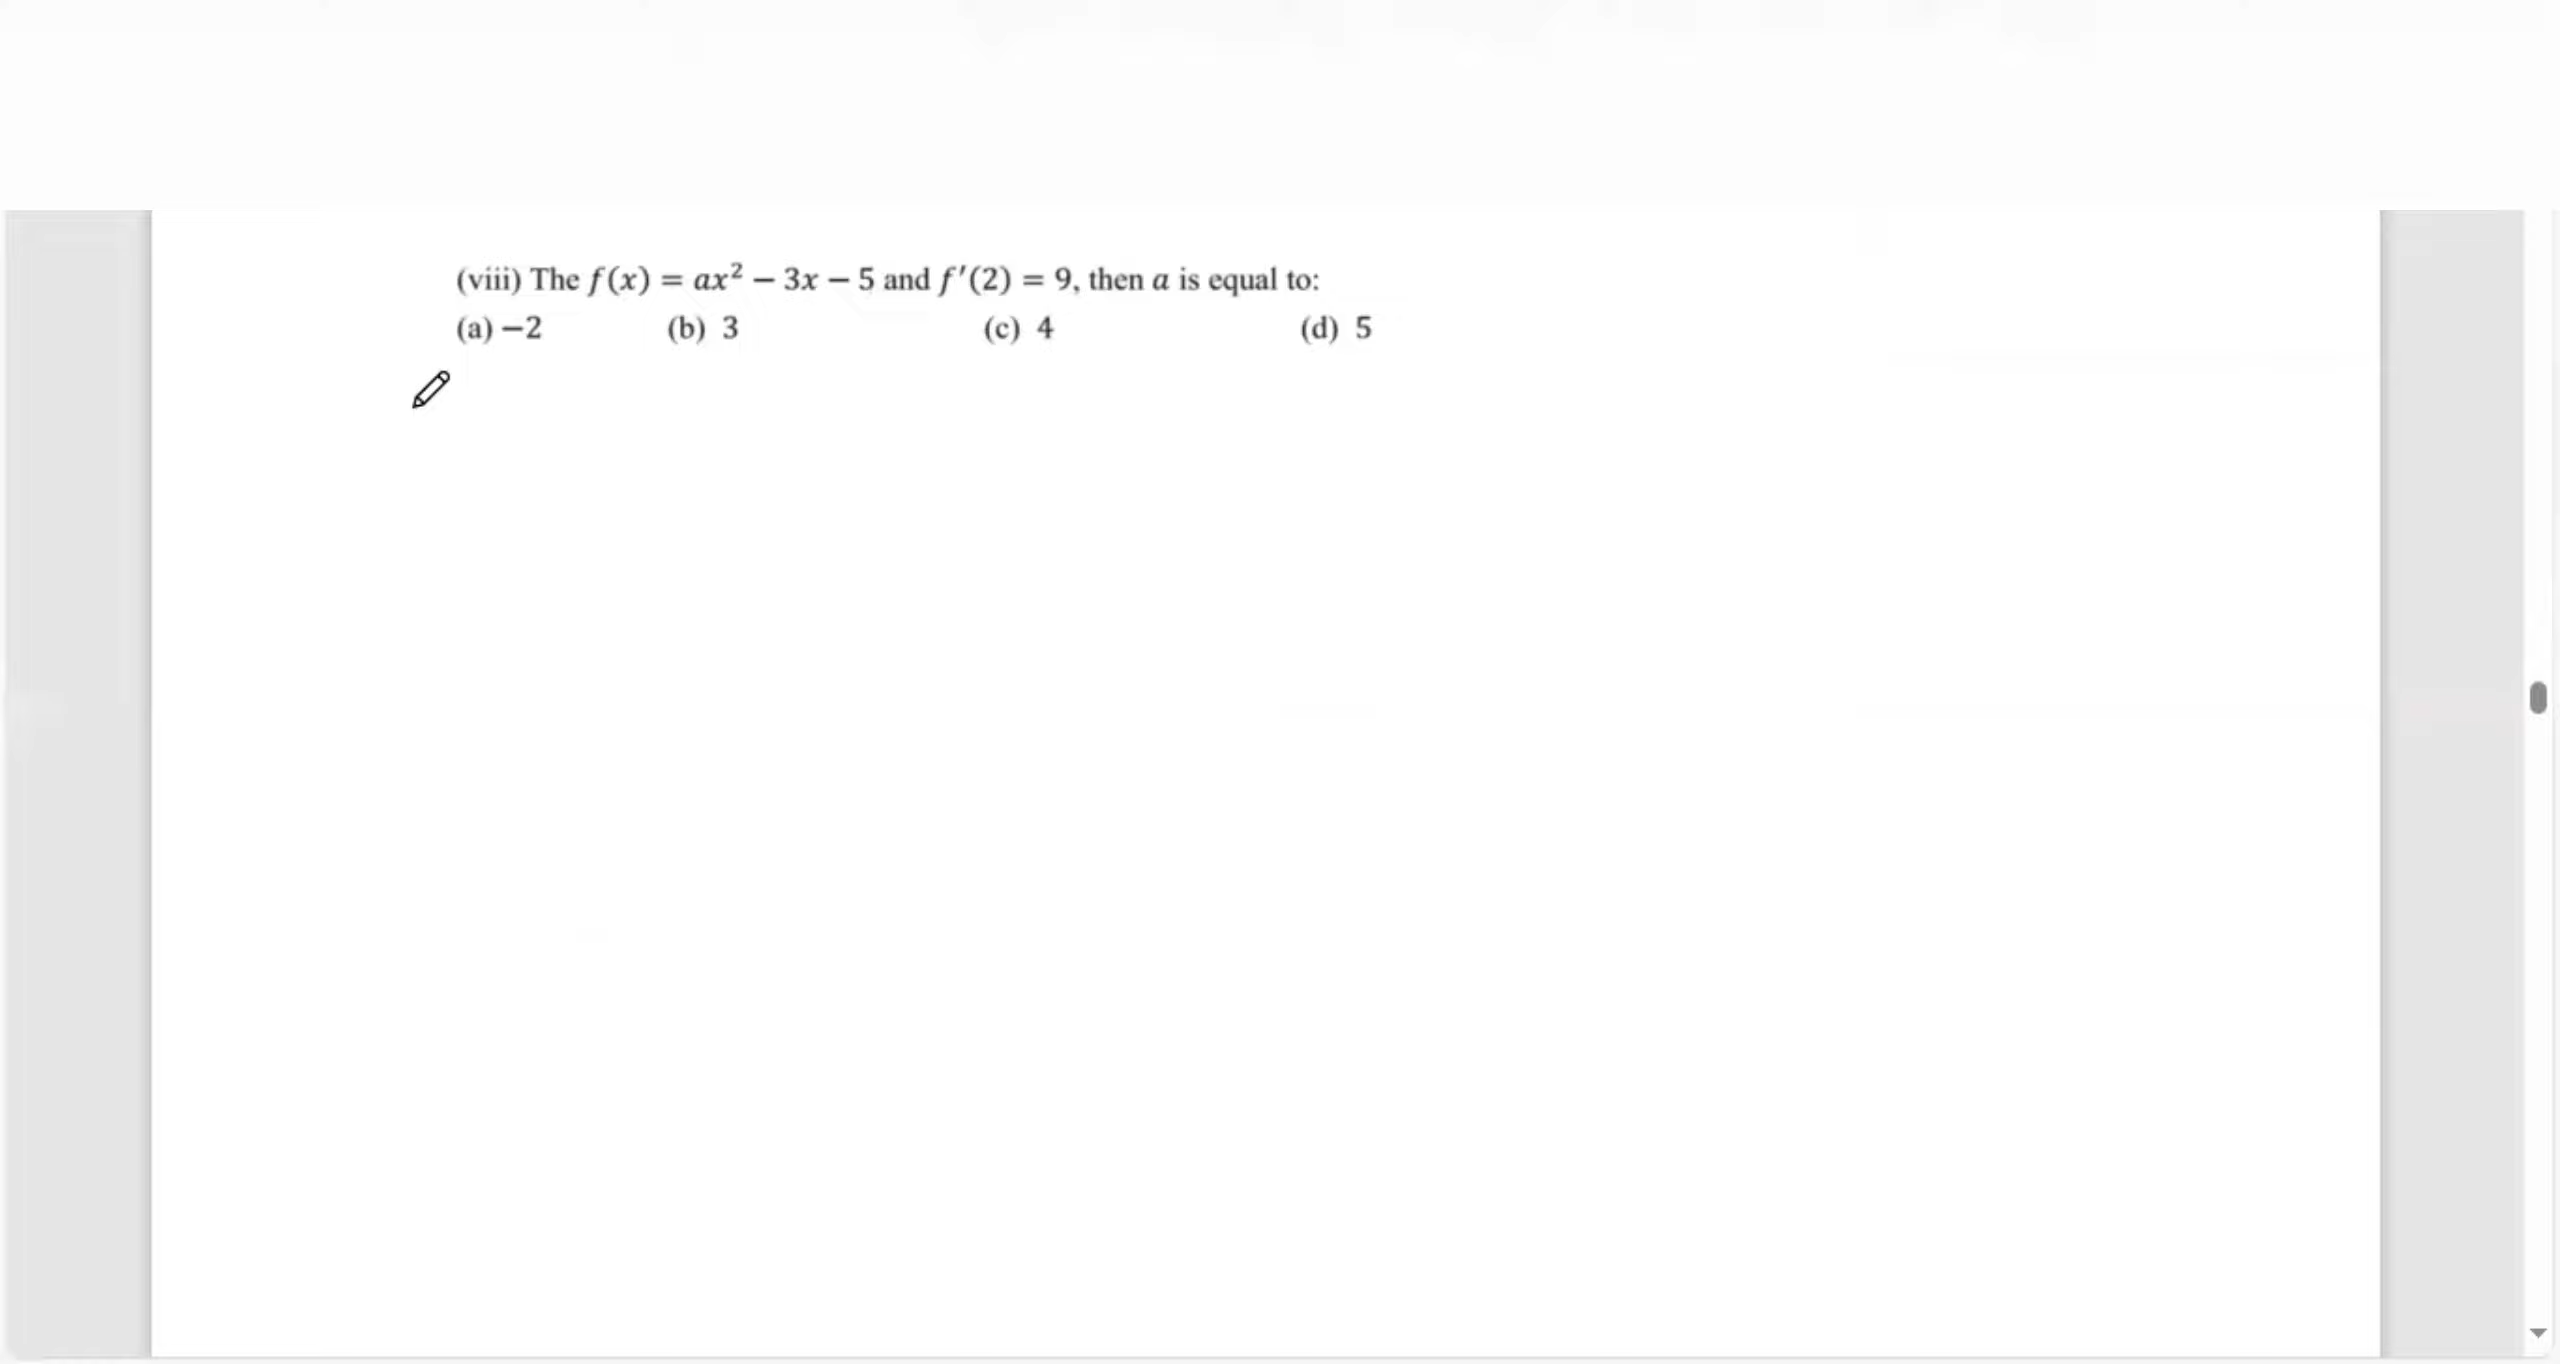 (viii) The f(x) = ax² − 3x − 5 and f′(2) = 9, then a is equal to:
(a) −2 (b) 3 (c) 4 (d) 5